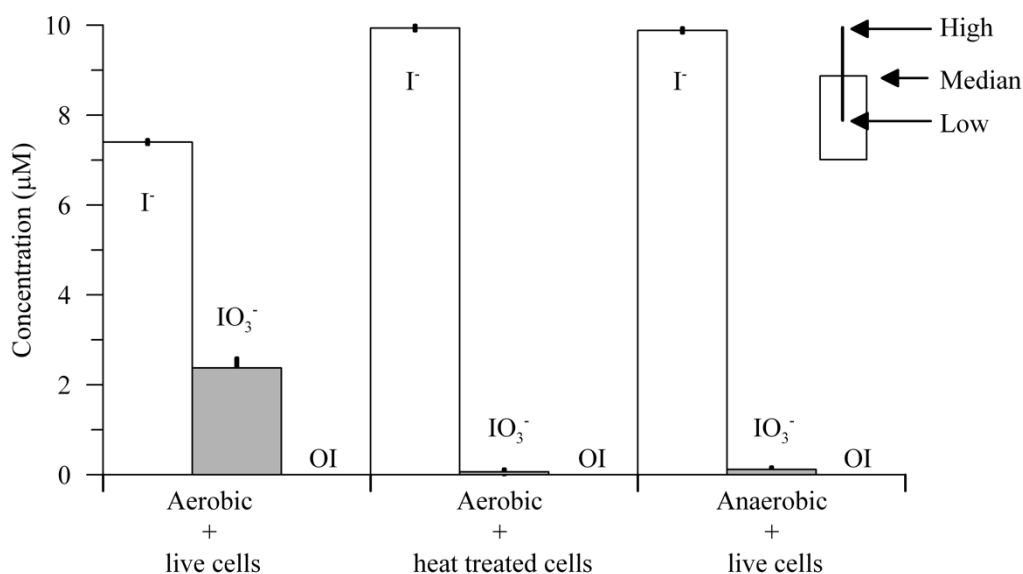 Concentration (µM)
10
8
6
4
2
0
I⁻
IO₃⁻
OI
I⁻
IO₃⁻
OI
I⁻
IO₃⁻
OI
High
Median
Low
Aerobic
+
live cells
Aerobic
+
heat treated cells
Anaerobic
+
live cells